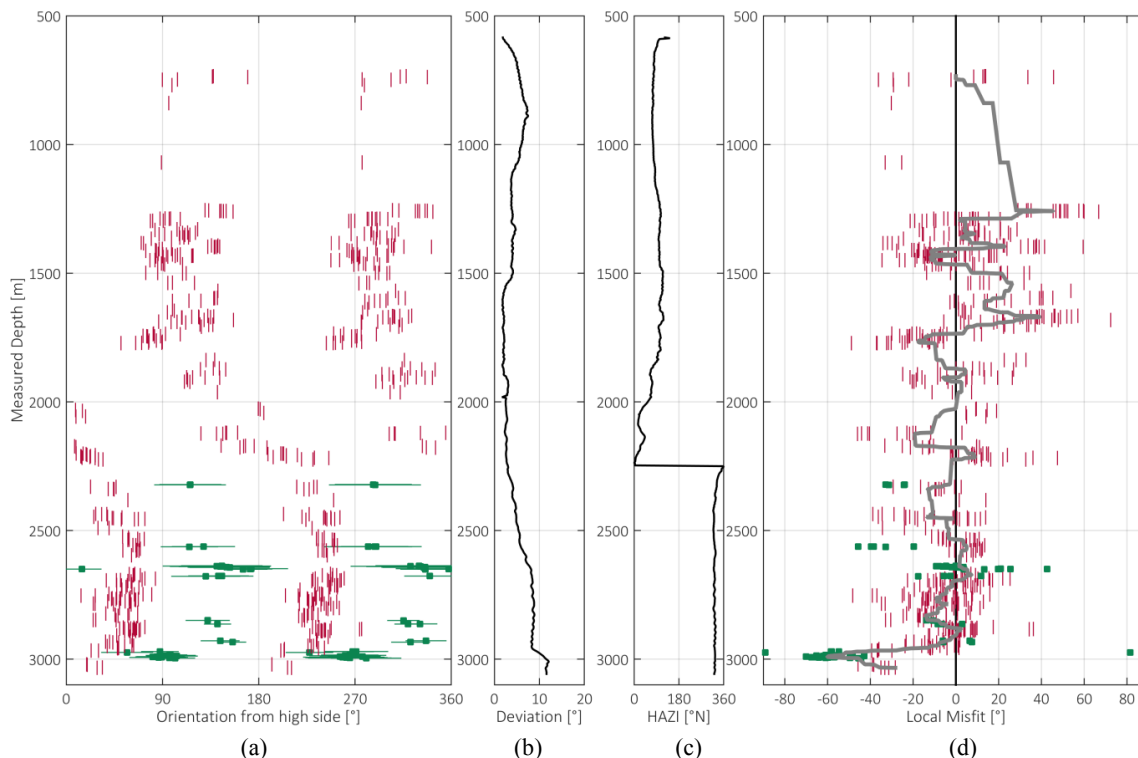 500 500 500 500
1000 1000 1000 1000
1500 1500 1500 1500
2000 2000 2000 2000
2500 2500 2500 2500
3000 3000 3000 3000
Measured Depth [m]
0 90 180 270 360
Orientation from high side [°]
(a)
0 10 20
Deviation [°]
(b)
0 180 360
HAZI [°N]
(c)
-80 -60 -40 -20 0 20 40 60 80
Local Misfit [°]
(d)